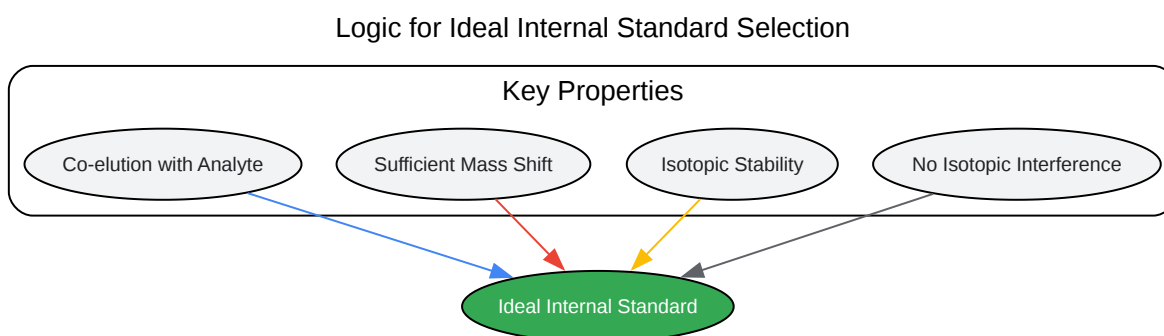 Logic for Ideal Internal Standard Selection
Key Properties
Co-elution with Analyte
Sufficient Mass Shift
Isotopic Stability
No Isotopic Interference
Ideal Internal Standard